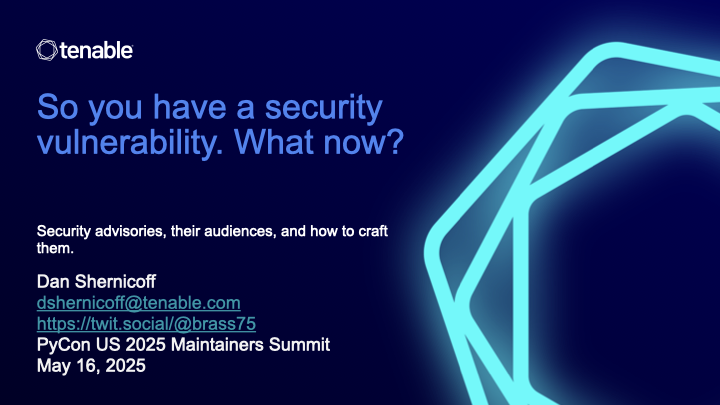 tenable
So you have a security
vulnerability. What now?
Security advisories, their audiences, and how to craft
them.
Dan Shernicoff
dshernicoff@tenable.com
https://twit.social/@brass75
PyCon US 2025 Maintainers Summit
May 16, 2025